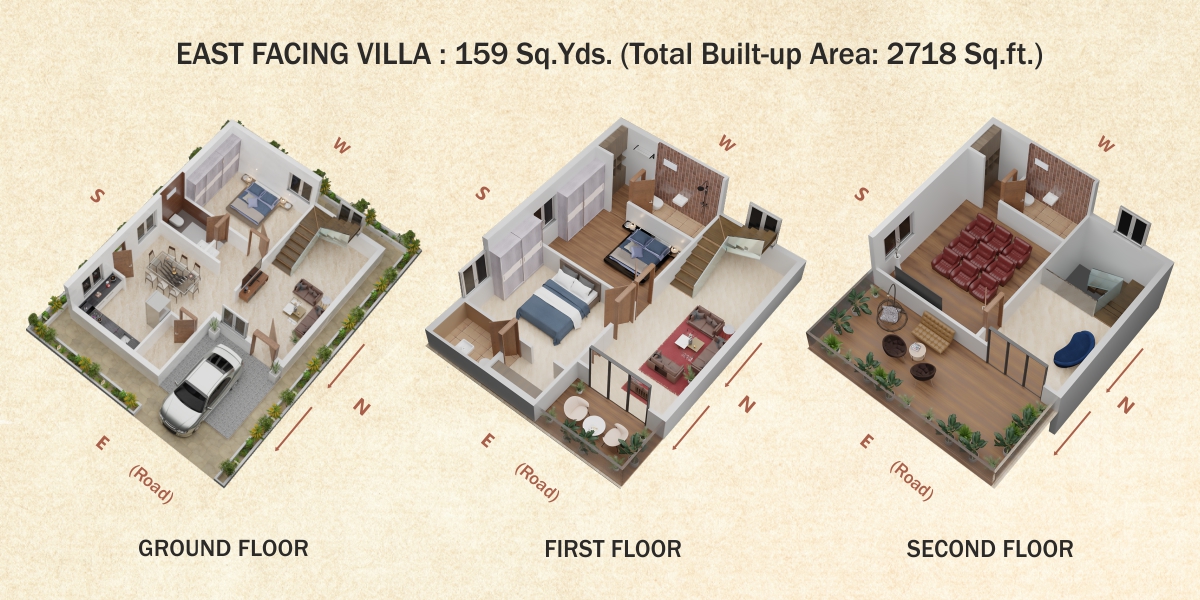 EAST FACING VILLA : 159 Sq.Yds. (Total Built-up Area: 2718 Sq.ft.)
W
S
N
E
(Road)
GROUND FLOOR
W
S
N
E
(Road)
FIRST FLOOR
W
S
N
E
(Road)
SECOND FLOOR